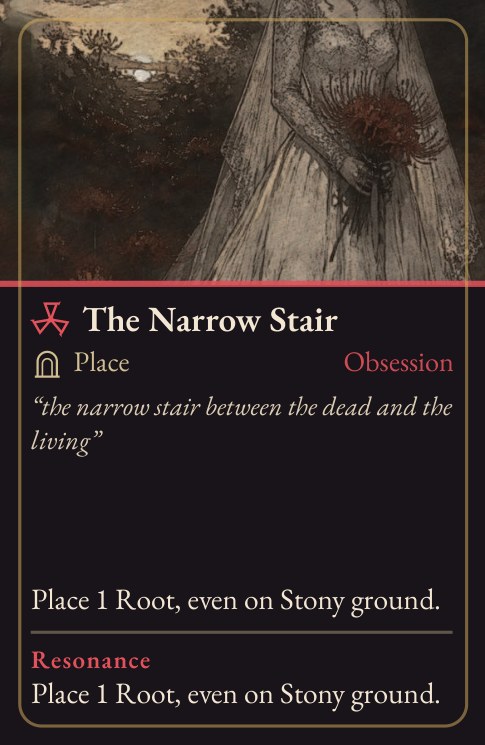 The Narrow Stair
Place Obsession
“the narrow stair between the dead and the
living”
Place 1 Root, even on Stony ground.
Resonance
Place 1 Root, even on Stony ground.